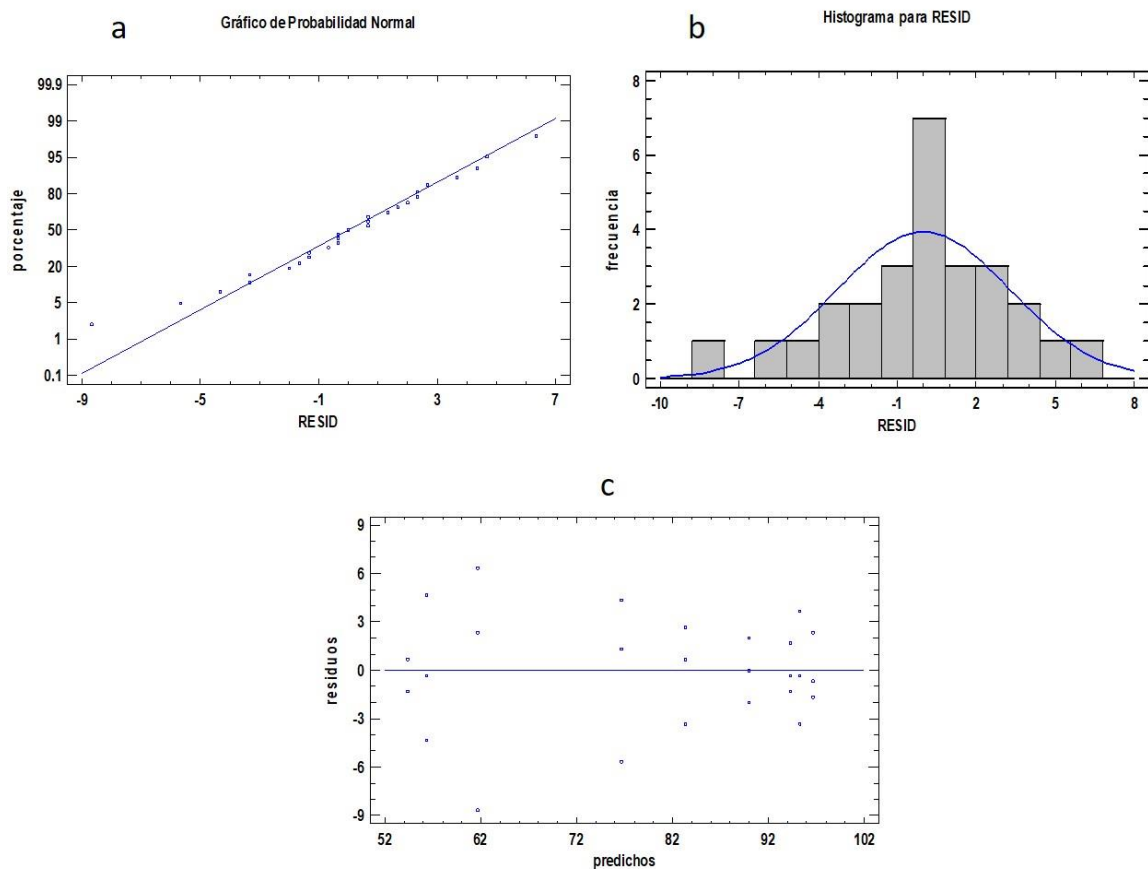 a
Gráfico de Probabilidad Normal
99.9
99
95
80
50
20
5
1
0.1
porcentaje
-9 -5 -1 3 7
RESID
b
Histograma para RESID
8
6
4
2
0
frecuencia
-10 -7 -4 -1 2 5 8
RESID
c
9
6
3
0
-3
-6
-9
residuos
52 62 72 82 92 102
predichos